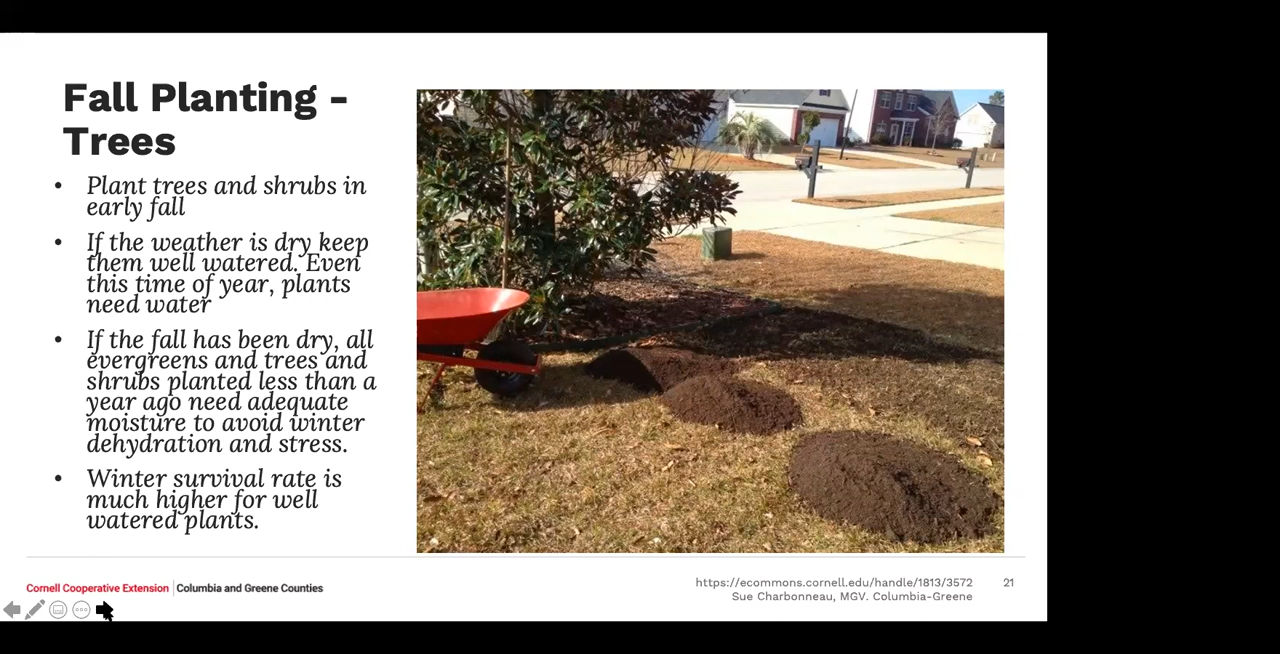 Fall Planting -
Trees
• Plant trees and shrubs in
early fall
• If the weather is dry keep
them well watered. Even
this time of year, plants
need water
• If the fall has been dry, all
evergreens and trees and
shrubs planted less than a
year ago need adequate
moisture to avoid winter
dehydration and stress.
• Winter survival rate is
much higher for well
watered plants.
Cornell Cooperative Extension | Columbia and Greene Counties
https://ecommons.cornell.edu/handle/1813/3572
Sue Charbonneau, MGV. Columbia-Greene
21